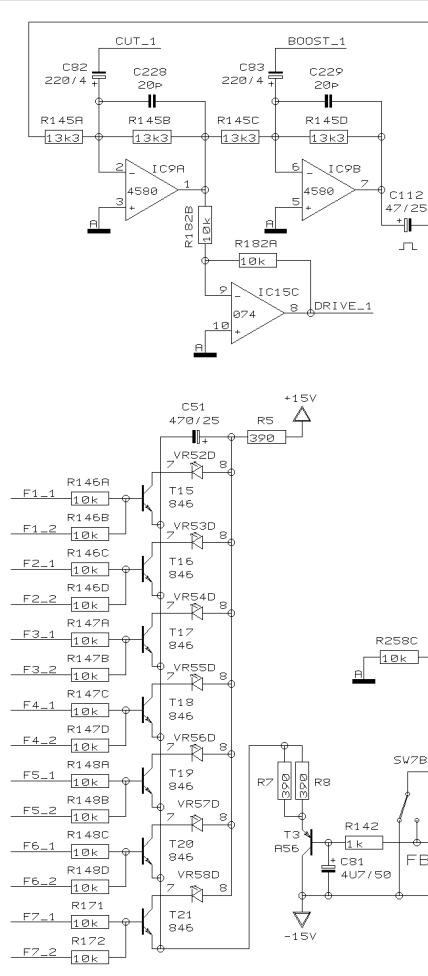 CUT_1 BOOST_1
C82 C228 C83 C229
220/4 + 20p 220/4 + 20p
R145A R145B R145C R145D
13k3 13k3 13k3 13k3
IC9A IC9B
2 - 1 6 - 7
4580 4580
3 + 5 +
C112
47/25
+
A A
R182B
10k
R182A
10k
IC15C
9 - 8 DRIVE_1
074
10 +
A
C51
470/25
+
R5
390
+15V
VR52D
7 8
F1_1 R146A
10k
T15
846
R146B
F1_2 10k
VR53D
7 8
R146C
F2_1 10k
T16
846
R146D
F2_2 10k
VR54D
7 8
R147A
F3_1 10k
T17
846
R147B
F3_2 10k
VR55D
7 8
R147C
F4_1 10k
T18
846
R147D
F4_2 10k
VR56D
7 8
R148A
F5_1 10k
T19
846
R148B
F5_2 10k
VR57D
7 8
R148C
F6_1 10k
T20
846
R148D
F6_2 10k
VR58D
7 8
R171
F7_1 10k
T21
846
R172
F7_2 10k
R258C
10k
A
SW7B
R7 390 390 R8
T3
A56
R142
1k
+ C81
4U7/50
FB
-15V